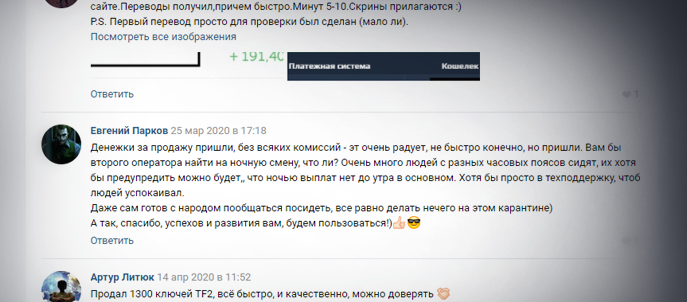 сайте.Переводы получил,причем быстро.Минут 5-10.Скрины прилагаются :)
P.S. Первый перевод просто для проверки был сделан (мало ли).
Посмотреть все изображения
+ 191,40
Платежная система Кошелек
Ответить
1
Евгений Парков 25 мар 2020 в 17:18
Денежки за продажу пришли, без всяких комиссий - эт очень радует, не быстро конечно, но пришли. Вам бы
второго оператора найти на ночную смену, что ли? Очень много людей с разных часовых поясов сидят, их хотя
бы предупредить можно будет,, что ночью выплат нет до утра в основном. Хотя бы просто в техподдержку, чтоб
людей успокаивал.
Даже сам готов с народом пообщаться посидеть, все равно делать нечего на этом карантине)
А так, спасибо, успехов и развития вам, будем пользоваться!)👍😎
Ответить
Артур Литюк 14 апр 2020 в 11:52
Продал 1300 ключей TF2, всё быстро, и качественно, можно доверять